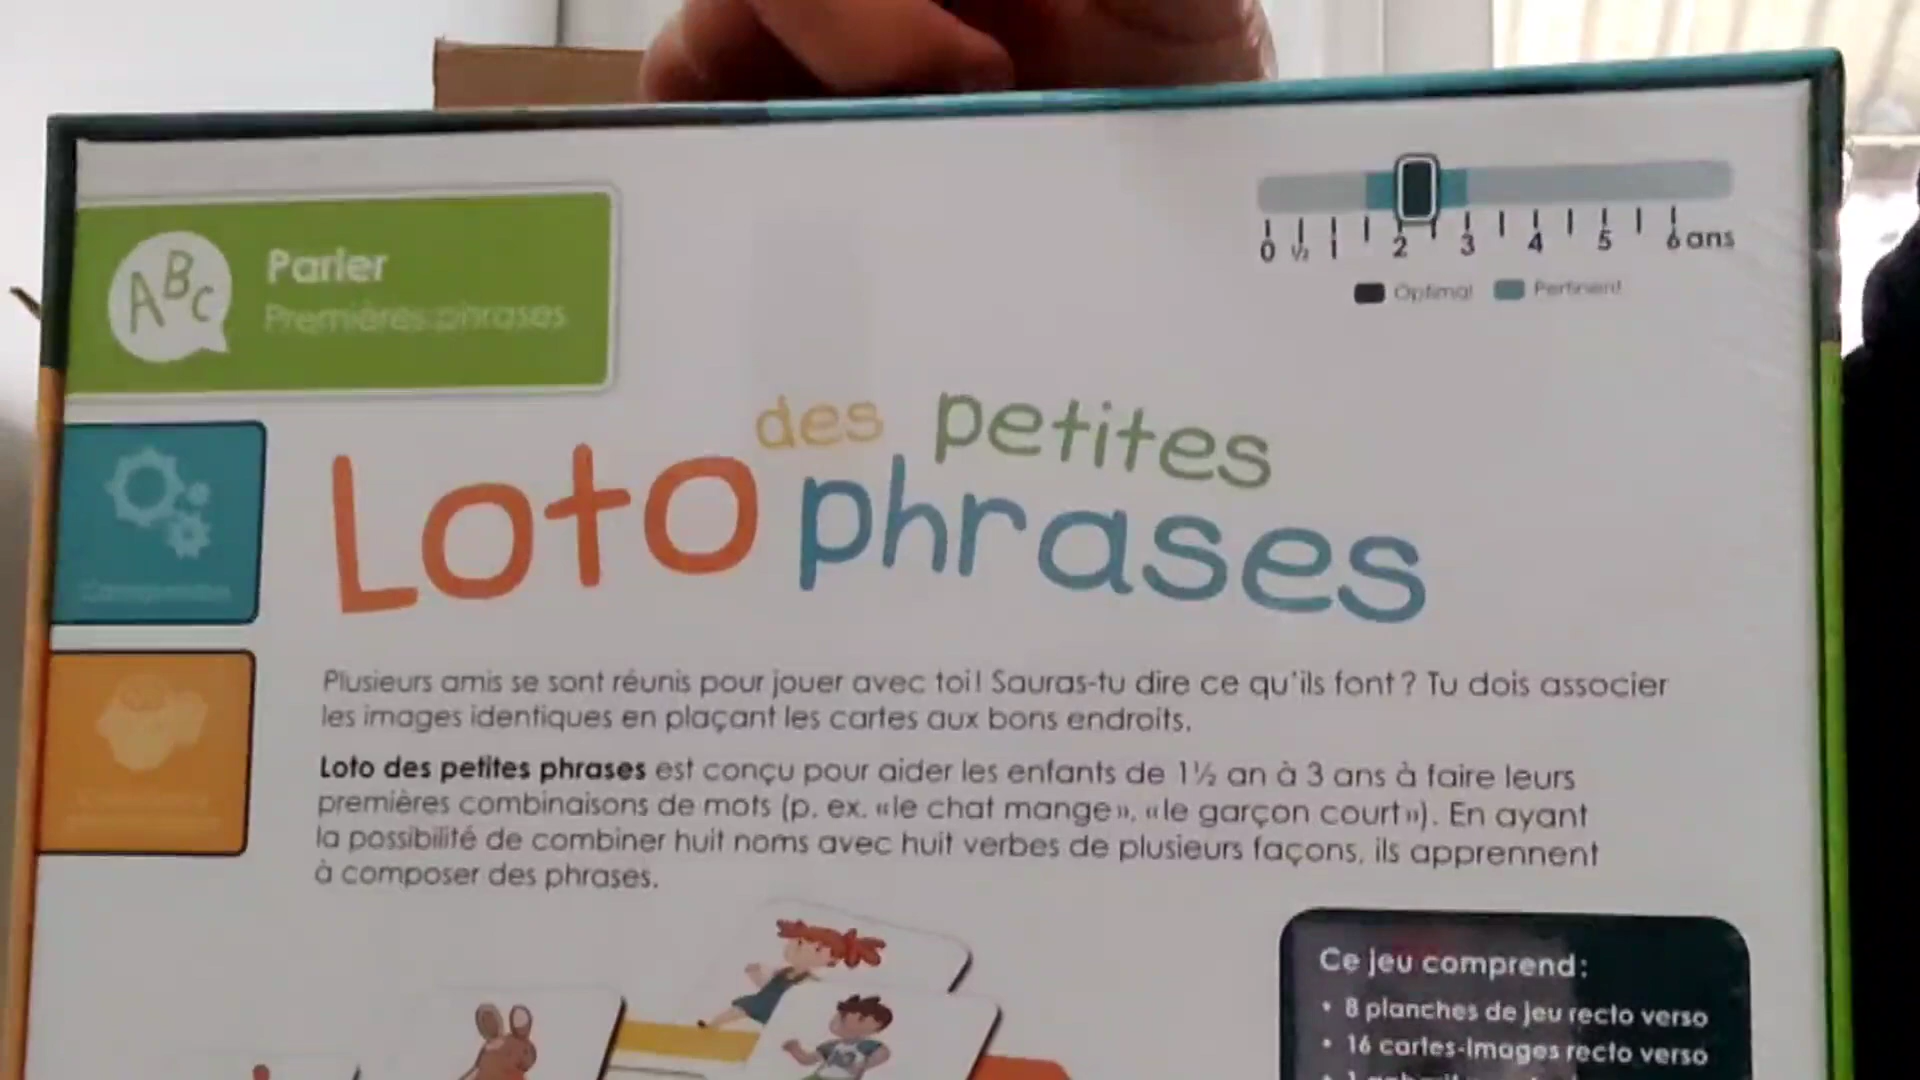 ABC
Parler
Premières phrases
0 ½ 1 2 3 4 5 6 ans
Optimal Pertinent
des petites
Loto phrases
Plusieurs amis se sont réunis pour jouer avec toi! Sauras-tu dire ce qu'ils font ? Tu dois associer
les images identiques en plaçant les cartes aux bons endroits.
Loto des petites phrases est conçu pour aider les enfants de 1½ an à 3 ans à faire leurs
premières combinaisons de mots (p. ex. «le chat mange», «le garçon court»). En ayant
la possibilité de combiner huit noms avec huit verbes de plusieurs façons, ils apprennent
à composer des phrases.
Ce jeu comprend :
• 8 planches de jeu recto verso
• 16 cartes-images recto verso